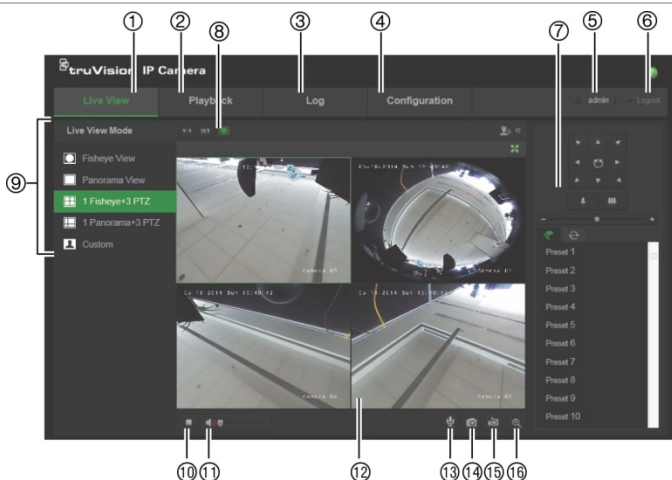 ① ② ⑧ ③ ④ ⑤ ⑥
⑦
truVision IP Camera
Live View Playback Log Configuration admin Logout
Live View Mode
⑨
Fisheye View
Panorama View
1 Fisheye+3 PTZ
1 Panorama+3 PTZ
Custom
Camera 01
Preset 1
Preset 2
Preset 3
Preset 4
Preset 5
Preset 6
Preset 7
Preset 8
Preset 9
Preset 10
⑩ ⑪ ⑫ ⑬ ⑭ ⑮ ⑯